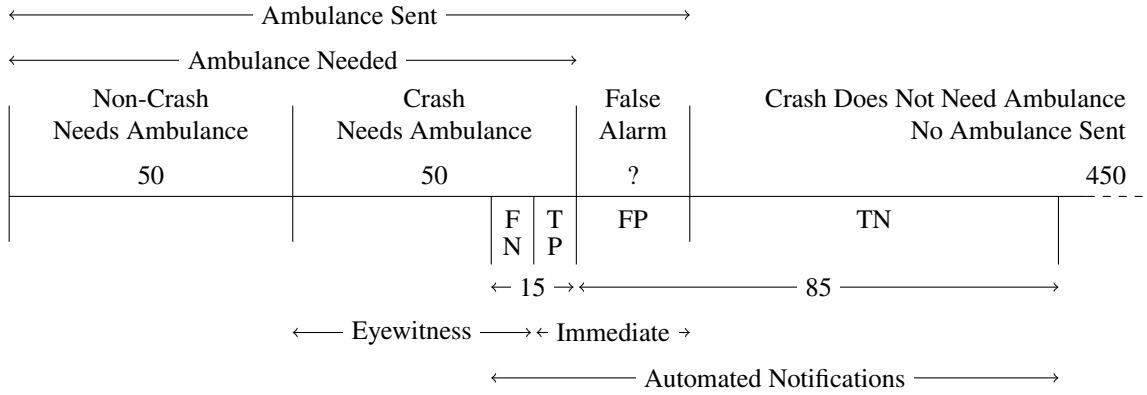 Ambulance Sent
Ambulance Needed
Non-Crash
Needs Ambulance
Crash
Needs Ambulance
False
Alarm
Crash Does Not Need Ambulance
No Ambulance Sent
50
50
?
450
F
N
T
P
FP
TN
15
85
Eyewitness
Immediate
Automated Notifications